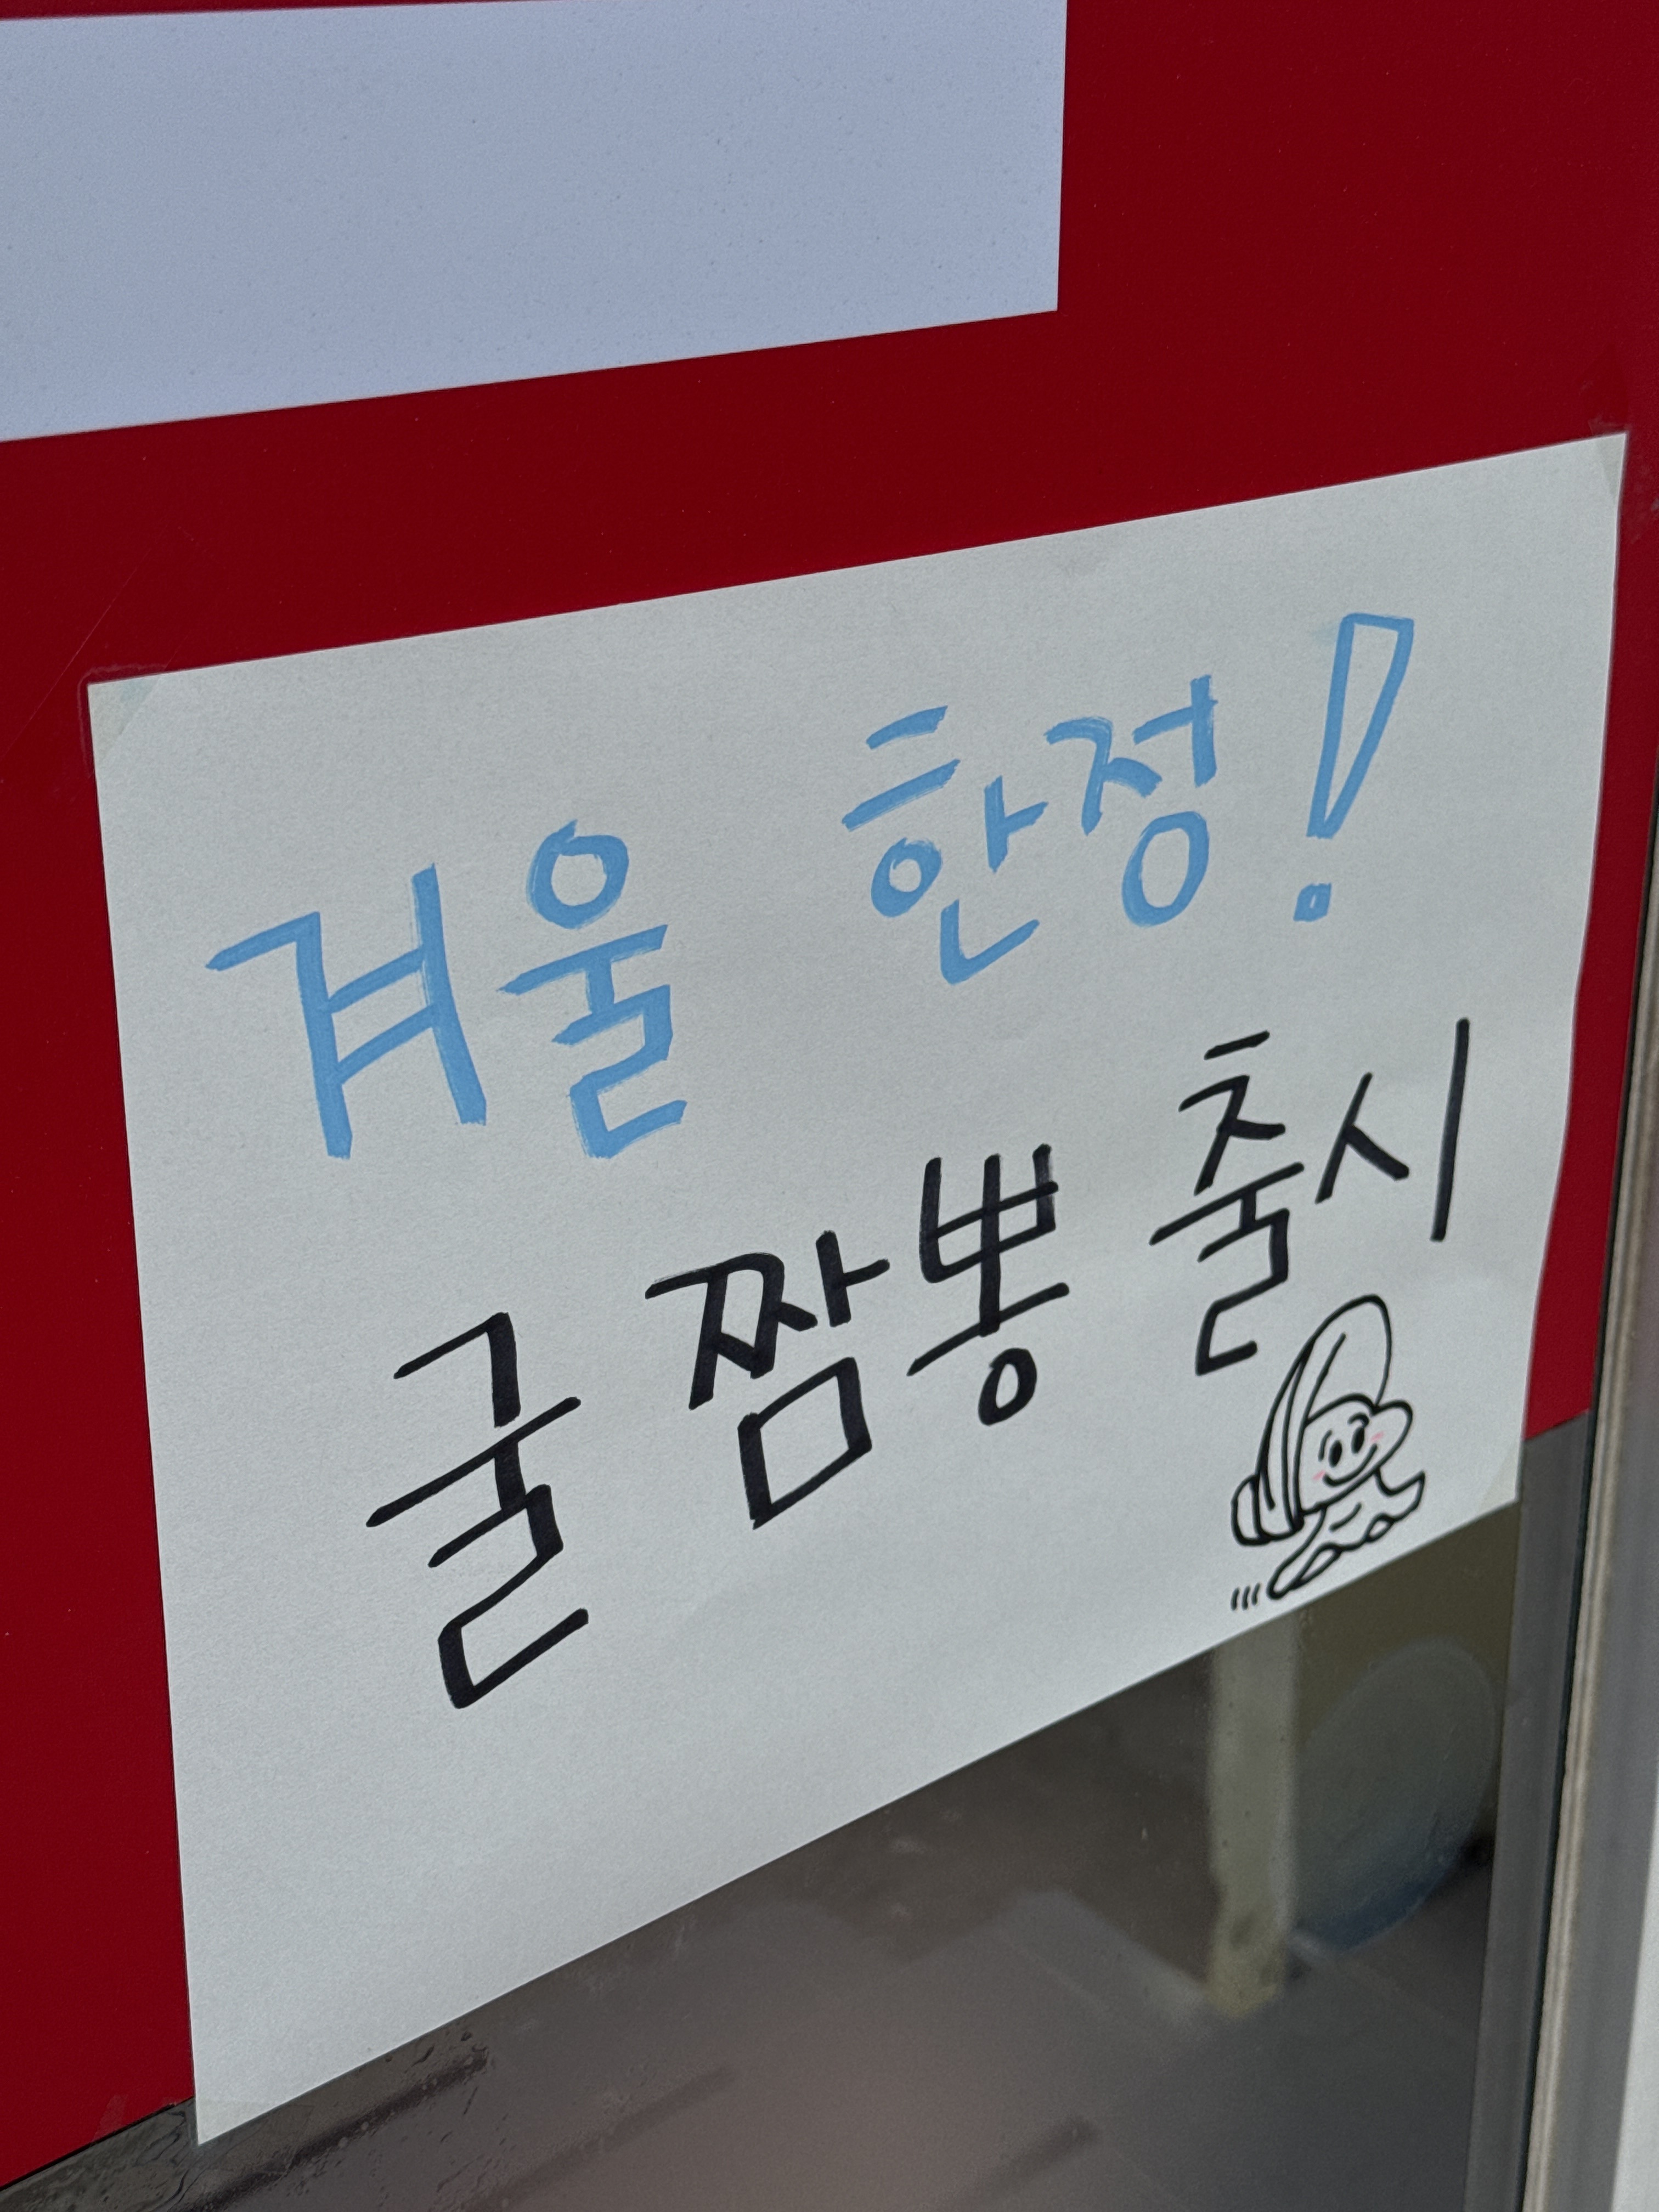 겨울 한정!
굴 짬뽕 출시